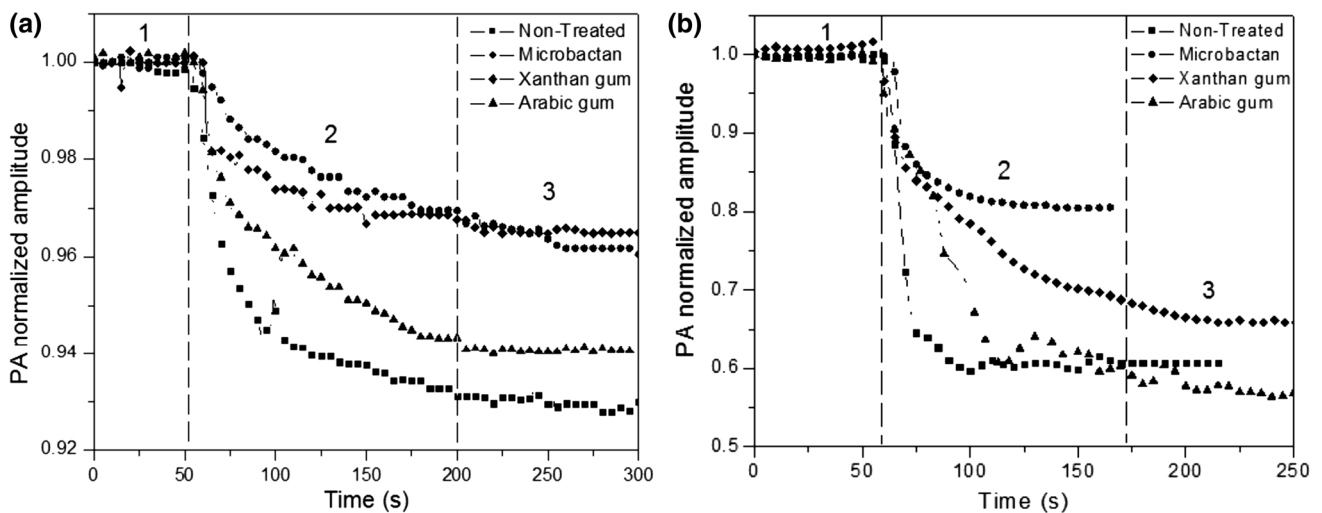 (a)
1
2
3
Non-Treated
Microbactan
Xanthan gum
Arabic gum
PA normalized amplitude
1.00
0.98
0.96
0.94
0.92
0 50 100 150 200 250 300
Time (s)
(b)
1
2
3
Non-Treated
Microbactan
Xanthan gum
Arabic gum
PA normalized amplitude
1.0
0.9
0.8
0.7
0.6
0.5
0 50 100 150 200 250
Time (s)